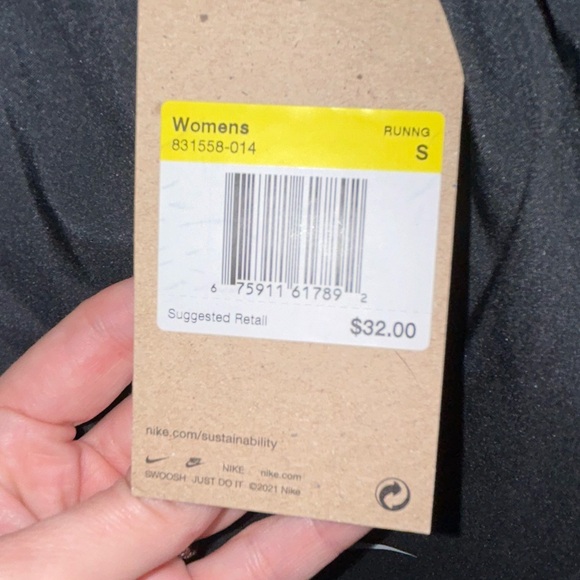 Womens
RUNNG
831558-014
S
6 75911 61789 2
Suggested Retail
$32.00
nike.com/sustainability
NIKE nike.com
SWOOSH JUST DO IT ©2021 Nike